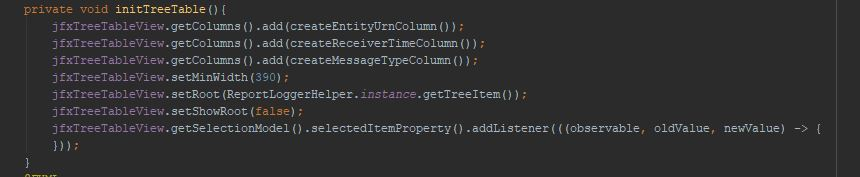 private void initTreeTable(){
jfxTreeTableView.getColumns().add(createEntityUrnColumn());
jfxTreeTableView.getColumns().add(createReceiverTimeColumn());
jfxTreeTableView.getColumns().add(createMessageTypeColumn());
jfxTreeTableView.setMinWidth(390);
jfxTreeTableView.setRoot(ReportLoggerHelper.instance.getTreeItem());
jfxTreeTableView.setShowRoot(false);
jfxTreeTableView.getSelectionModel().selectedItemProperty().addListener(((observable, oldValue, newValue) -> {
}));
}